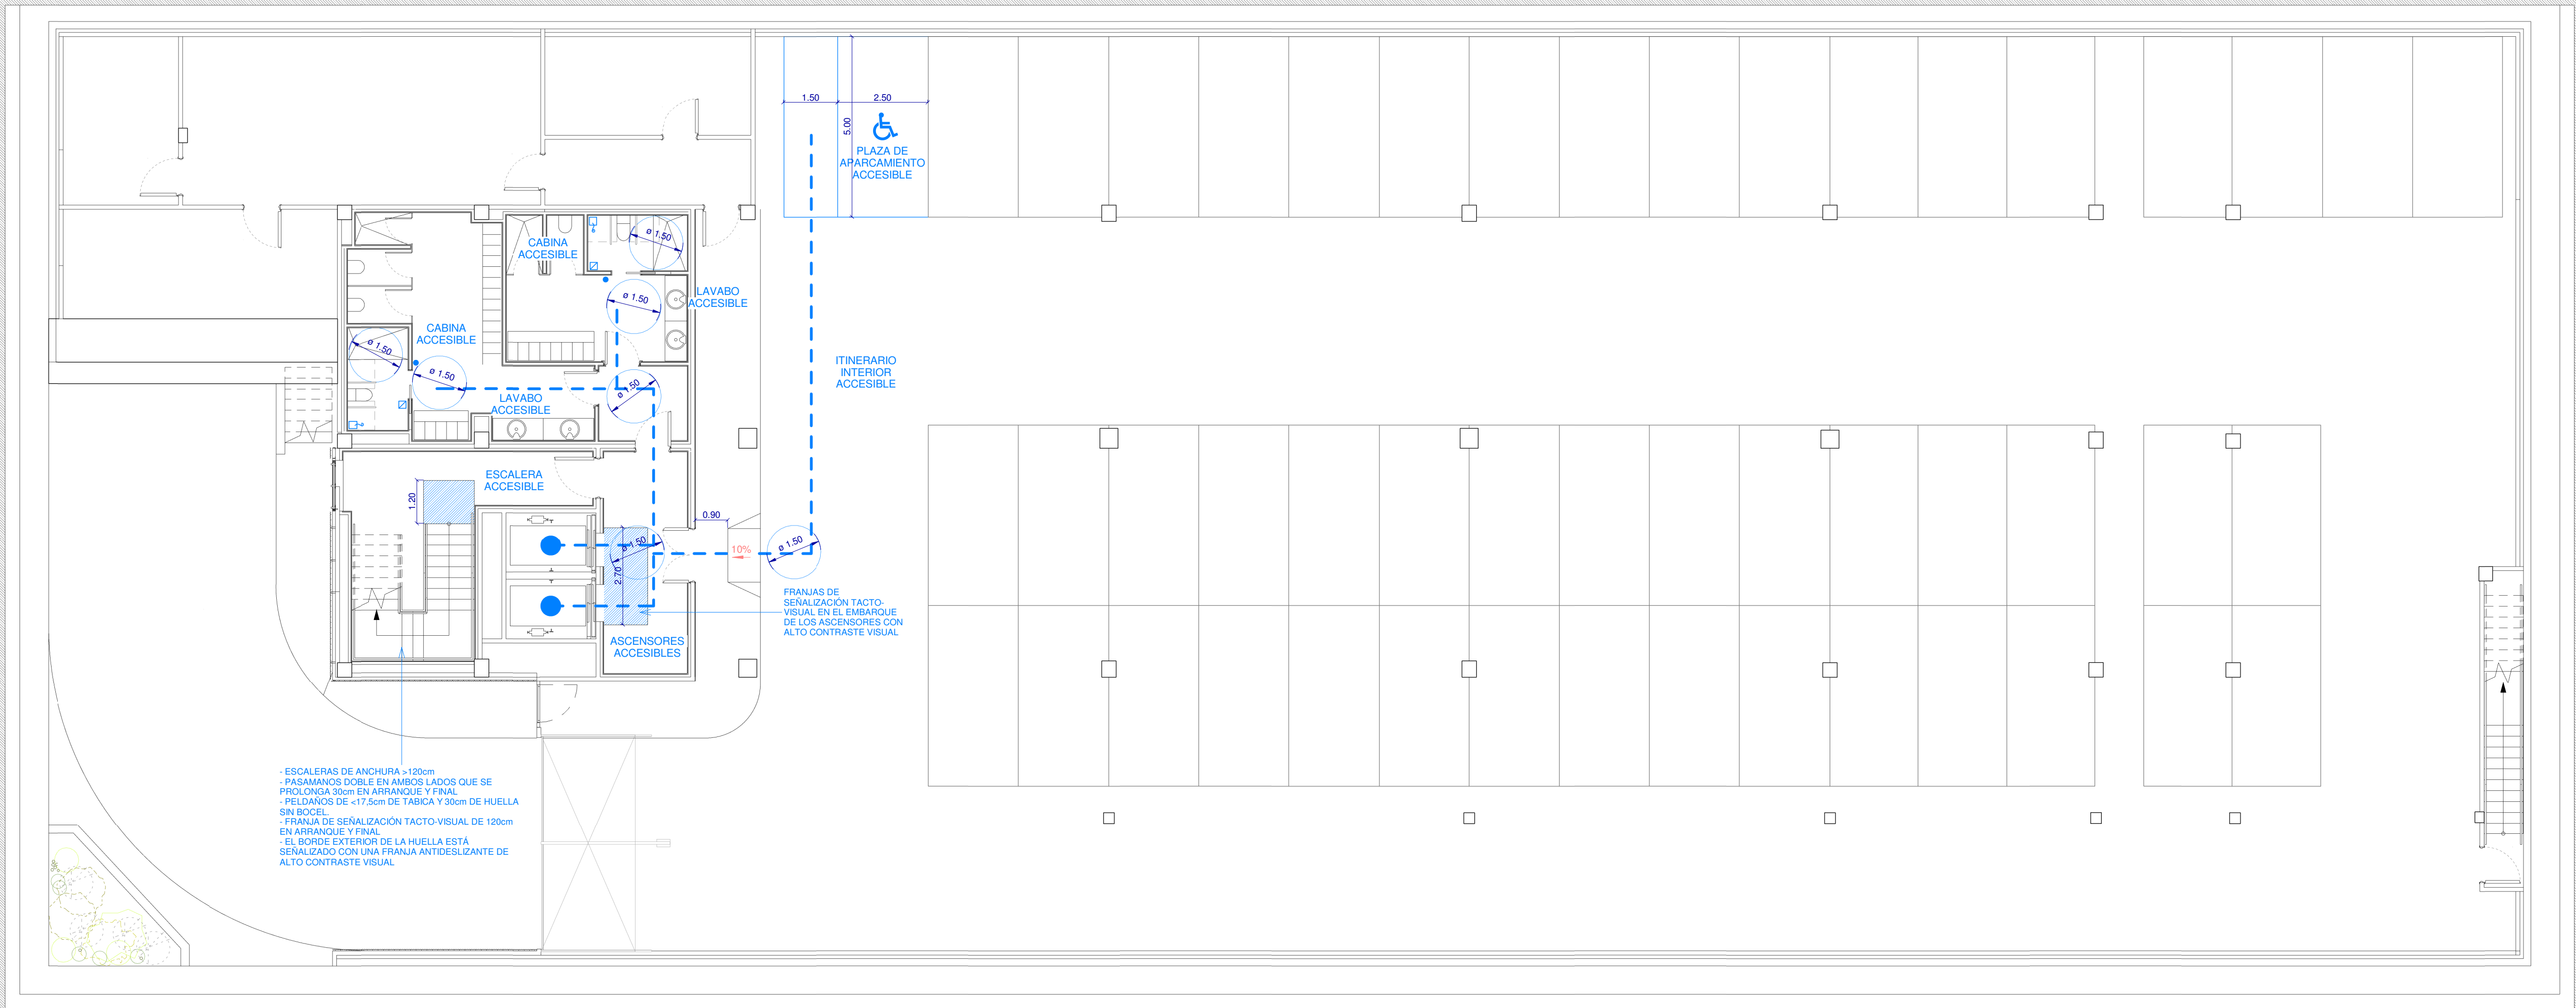 1.50
2.50
5.00
PLAZA DE
APARCAMIENTO
ACCESIBLE
CABINA
ACCESIBLE
ø 1.50
ø 1.50
LAVABO
ACCESIBLE
CABINA
ACCESIBLE
ø 1.50
ø 1.50
ø 1.50
LAVABO
ACCESIBLE
ITINERARIO
INTERIOR
ACCESIBLE
ESCALERA
ACCESIBLE
1.20
0.90
10%
ø 1.50
ø 1.50
2.70
FRANJAS DE
SEÑALIZACIÓN TACTO-
VISUAL EN EL EMBARQUE
DE LOS ASCENSORES CON
ALTO CONTRASTE VISUAL
ASCENSORES
ACCESIBLES
- ESCALERAS DE ANCHURA >120cm
- PASAMANOS DOBLE EN AMBOS LADOS QUE SE
PROLONGA 30cm EN ARRANQUE Y FINAL
- PELDAÑOS DE <17,5cm DE TABICA Y 30cm DE HUELLA
SIN BOCEL.
- FRANJA DE SEÑALIZACIÓN TACTO-VISUAL DE 120cm
EN ARRANQUE Y FINAL
- EL BORDE EXTERIOR DE LA HUELLA ESTÁ
SEÑALIZADO CON UNA FRANJA ANTIDESLIZANTE DE
ALTO CONTRASTE VISUAL